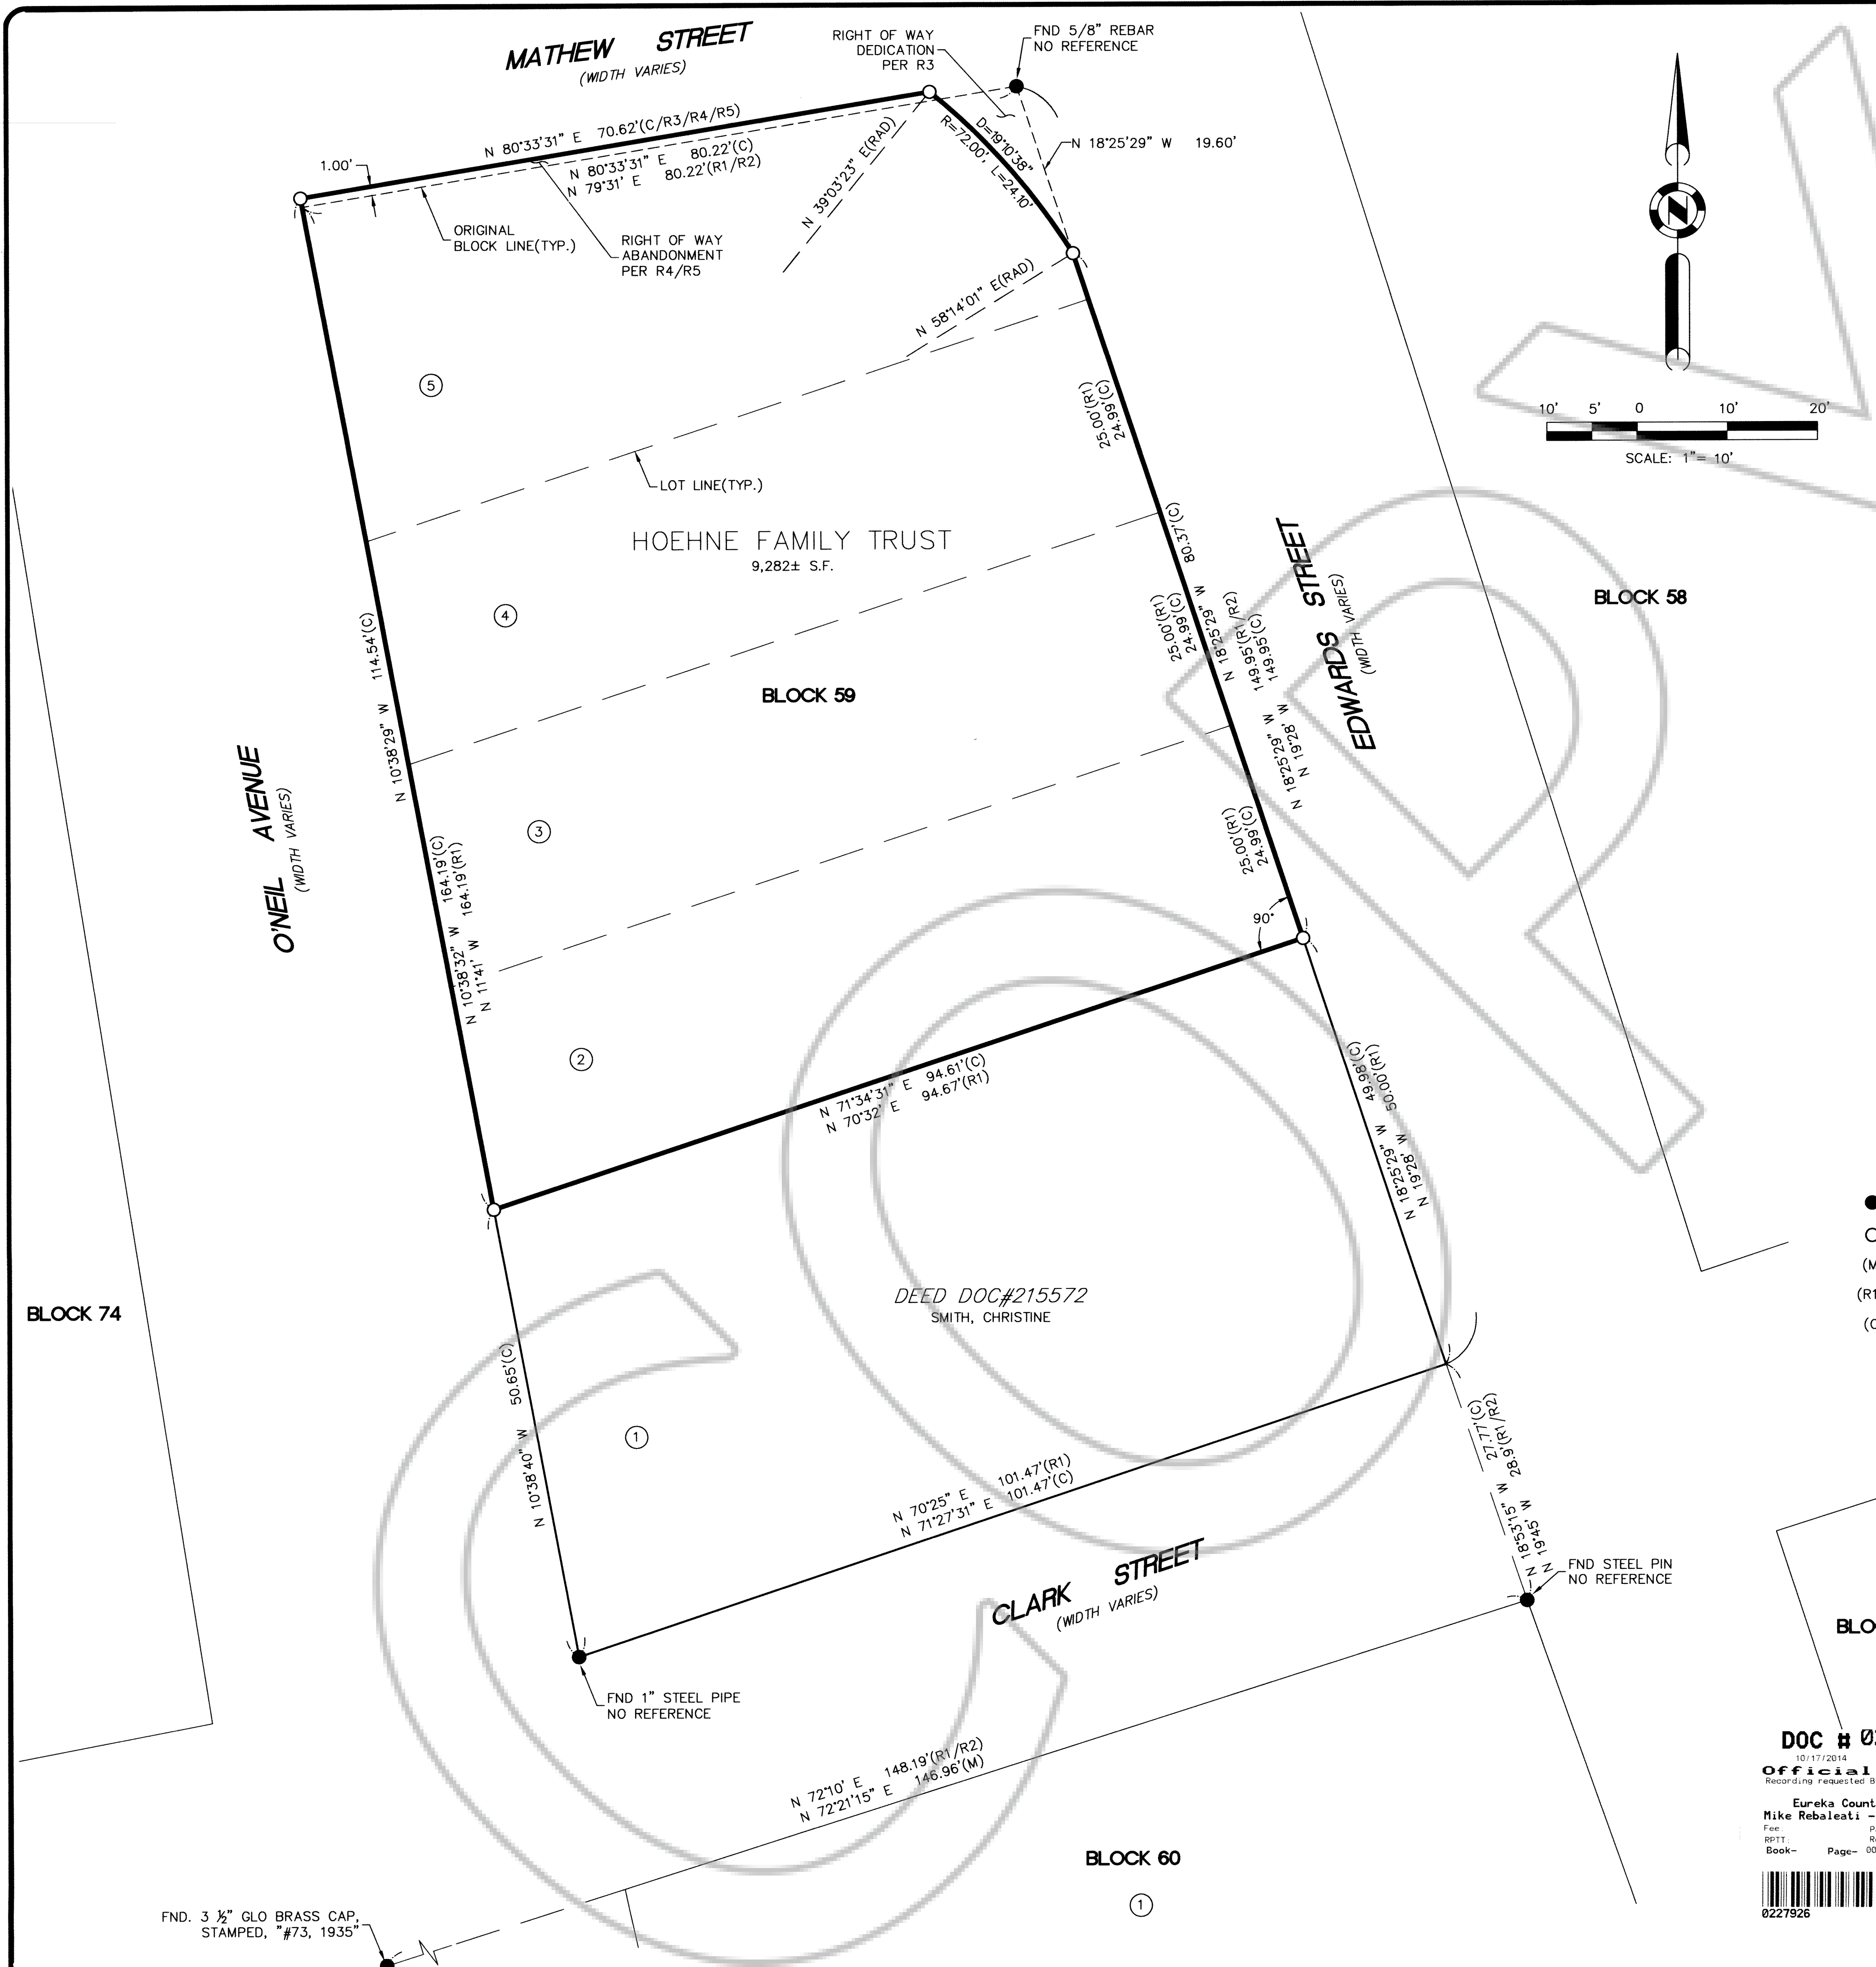 MATHEW STREET
(WIDTH VARIES)
RIGHT OF WAY
DEDICATION
PER R3
FND 5/8" REBAR
NO REFERENCE
N 80°33'31" E 70.62'(C/R3/R4/R5)
1.00'
N 80°33'31" E 80.22'(C)
N 79°31' E 80.22'(R1/R2)
N 39°03'23" E(RAD)
D=19°10'38"
R=72.00', L=24.10'
N 18°25'29" W 19.60'
ORIGINAL
BLOCK LINE(TYP.)
RIGHT OF WAY
ABANDONMENT
PER R4/R5
N 58°14'01" E(RAD)
5
25.00'(R1)
24.99'(C)
10' 5' 0 10' 20'
SCALE: 1"= 10'
LOT LINE(TYP.)
HOEHNE FAMILY TRUST
9,282± S.F.
N 18°25'29" W 80.37'(C)
EDWARDS STREET
(WIDTH VARIES)
BLOCK 58
4
114.54'(C)
N 10°38'29" W
25.00'(R1)
24.99'(C)
149.95'(R1/R2)
149.95'(C)
N 18°25'29" W
N 19°28' W
BLOCK 59
O'NEIL AVENUE
(WIDTH VARIES)
3
N 10°38'32" W 164.19'(C)
N 11°41' W 164.19'(R1)
25.00'(R1)
24.99'(C)
90°
2
N 71°34'31" E 94.61'(C)
N 70°32' E 94.67'(R1)
N 18°25'29" W 49.98'(C)
N 19°28' W 50.00'(R1)
(R1
BLOCK 74
DEED DOC#215572
SMITH, CHRISTINE
N 10°38'40" W 50.65'(C)
1
N 70°25" E 101.47'(R1)
N 71°27'31" E 101.47'(C)
N 18°53'15" W 27.77'(C)
N 19°45' W 28.9'(R1/R2)
CLARK STREET
(WIDTH VARIES)
FND STEEL PIN
NO REFERENCE
FND 1" STEEL PIPE
NO REFERENCE
N 72°10' E 148.19'(R1/R2)
N 72°21'15" E 146.96'(M)
BLOCK 60
1
FND. 3 ½" GLO BRASS CAP,
STAMPED, "#73, 1935"
DOC #
10/17/2014
Official
Recording requested B
Eureka Count
Mike Rebaleati -
Fee:
RPTT:
Book- Page- 00
0227926
COPY